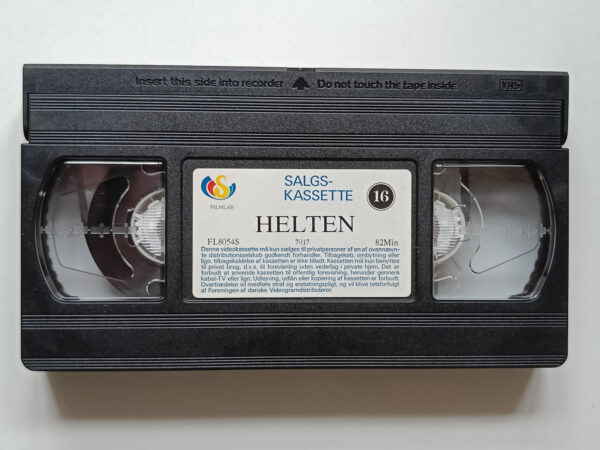 Insert this side into recorder Do not touch the tape inside
VHS
SALGS-
KASSETTE 16
FILMLAB
HELTEN
FL8054S 7017 82Min
Denne videokassette må kun sælges til privatpersoner af en af ovennævn-
te distributionsselskab godkendt forhandler. Tilbagekøb, ombytning eller
lign. tilbagekaldelse af kassetten er ikke tilladt. Kassetten må kun benyttes
til privat brug, d.v.s. til forevisning uden vederlag i private hjem. Det er
forbudt at anvende kassetten til offentlig forevisning, herunder gennem
kabel-TV eller lign. Udlejning, udlån eller kopiering af kassetten er forbudt.
Overtrædelse vil medføre straf og erstatningspligt, og vil blive retsforfulgt
af Foreningen af danske Videogramdistributører.